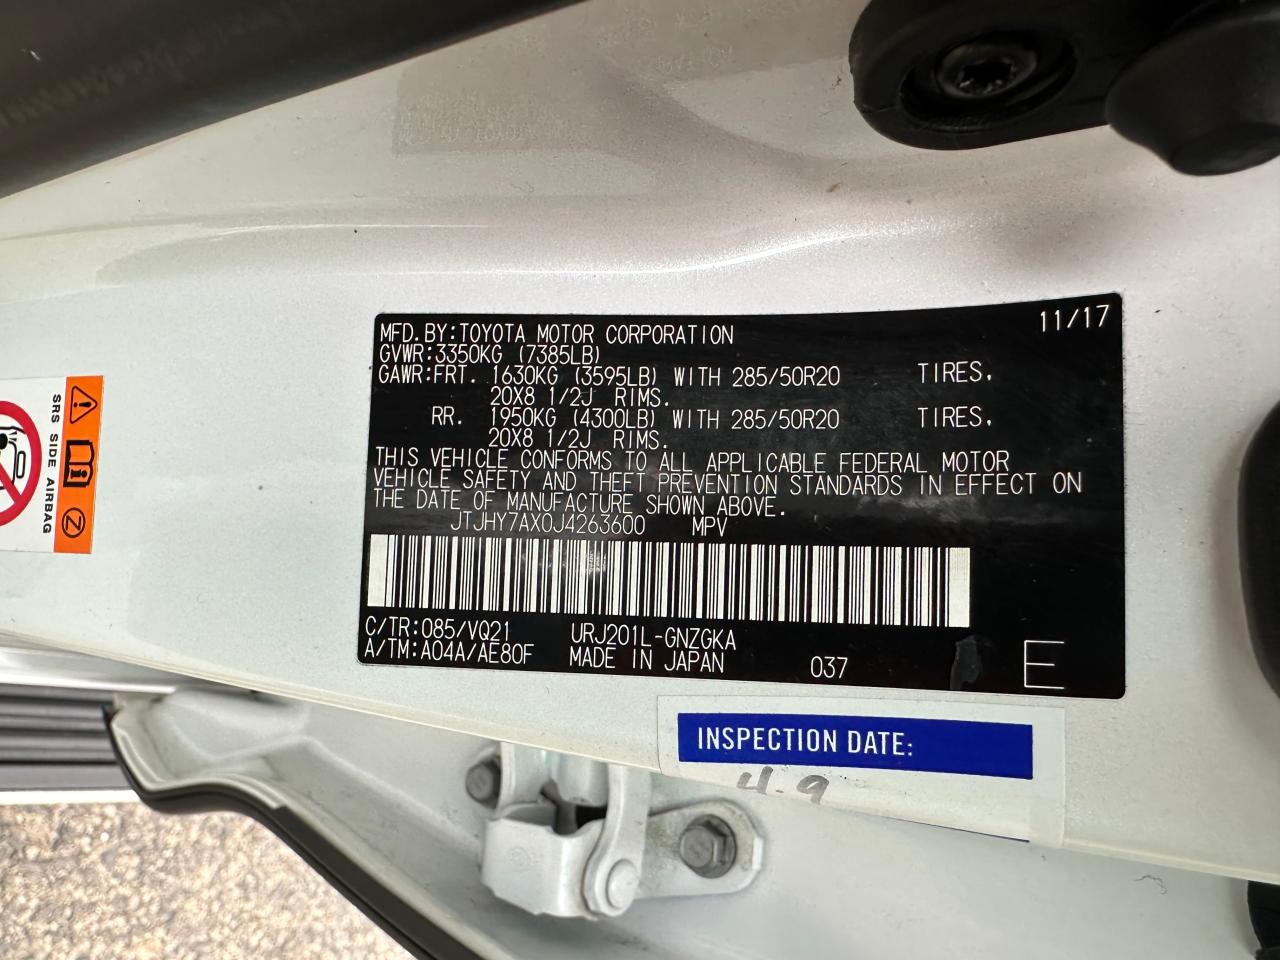 11/17
MFD.BY:TOYOTA MOTOR CORPORATION
GVWR:3350KG (7385LB)
GAWR:FRT. 1630KG (3595LB) WITH 285/50R20 TIRES,
20X8 1/2J RIMS.
RR. 1950KG (4300LB) WITH 285/50R20 TIRES,
20X8 1/2J RIMS.
THIS VEHICLE CONFORMS TO ALL APPLICABLE FEDERAL MOTOR
VEHICLE SAFETY AND THEFT PREVENTION STANDARDS IN EFFECT ON
THE DATE OF MANUFACTURE SHOWN ABOVE.
JTJHY7AX0J4263600 MPV
C/TR:085/VQ21 URJ201L-GNZGKA
A/TM:A04A/AE80F MADE IN JAPAN 037 E
SRS SIDE AIRBAG
INSPECTION DATE:
4-9